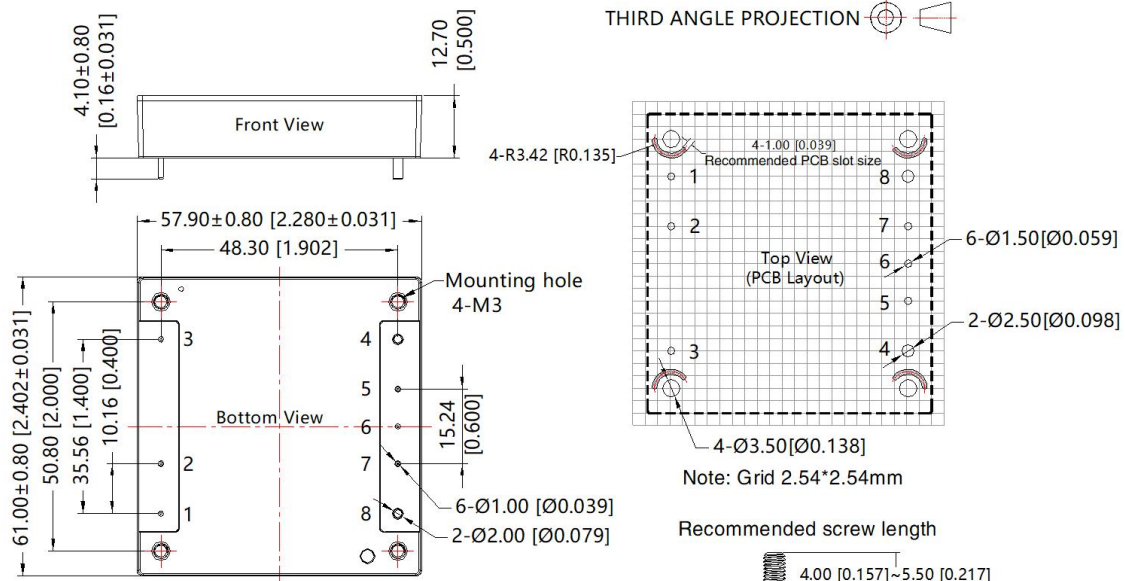 THIRD ANGLE PROJECTION
4.10±0.80
[0.16±0.031]
12.70
[0.500]
Front View
57.90±0.80 [2.280±0.031]
48.30 [1.902]
Mounting hole
4-M3
61.00±0.80 [2.402±0.031]
50.80 [2.000]
35.56 [1.400]
10.16 [0.400]
3
4
5
Bottom View
6
15.24
[0.600]
2
7
1
8
6-Ø1.00 [Ø0.039]
2-Ø2.00 [Ø0.079]
4-R3.42 [R0.135]
4-1.00 [0.039]
Recommended PCB slot size
1
8
2
7
6-Ø1.50[Ø0.059]
Top View
(PCB Layout)
6
5
2-Ø2.50[Ø0.098]
3
4
4-Ø3.50[Ø0.138]
Note: Grid 2.54*2.54mm
Recommended screw length
4.00 [0.157]~5.50 [0.217]